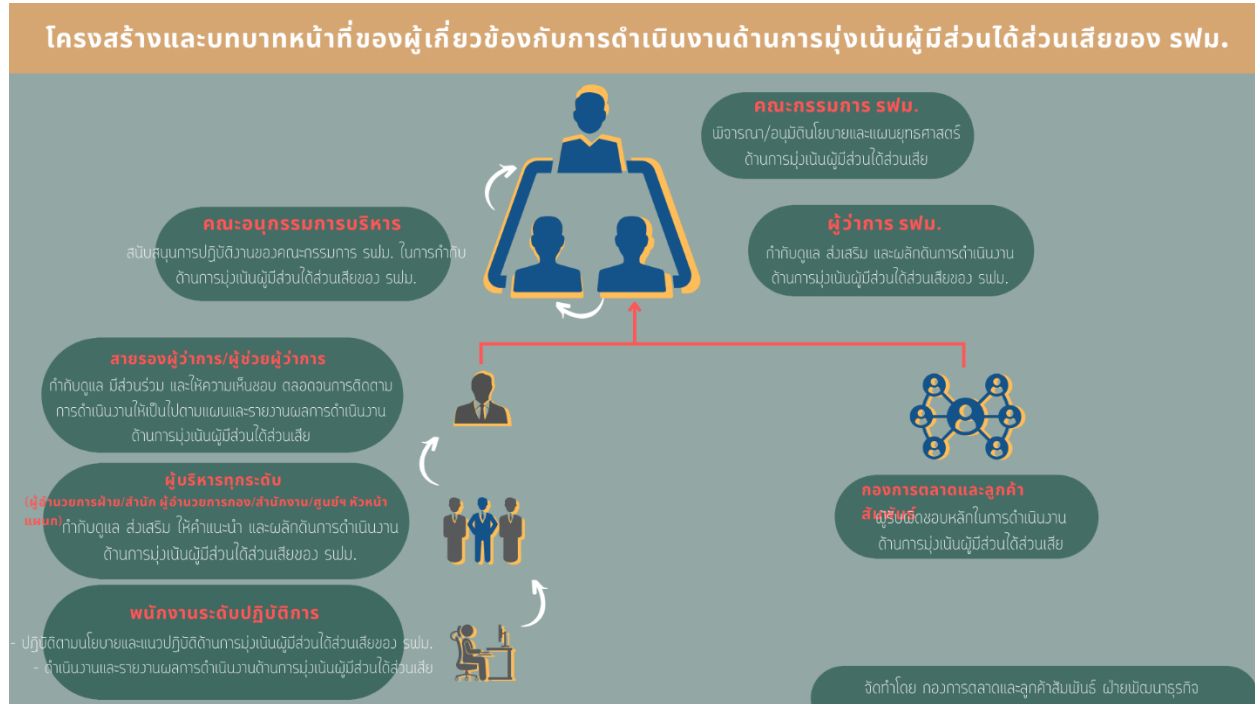 โครงสร้างและบทบาทหน้าที่ของผู้เกี่ยวข้องกับการดำเนินงานด้านการมุ่งเน้นผู้มีส่วนได้ส่วนเสียของ รฟม.
คณะกรรมการ รฟม.
พิจารณา/อนุมัตินโยบายและแผนยุทธศาสตร์
ด้านการมุ่งเน้นผู้มีส่วนได้ส่วนเสีย
คณะอนุกรรมการบริหาร
สนับสนุนการปฏิบัติงานของคณะกรรมการ รฟม. ในการกำกับ
ด้านการมุ่งเน้นผู้มีส่วนได้ส่วนเสียของ รฟม.
ผู้ว่าการ รฟม.
กำกับดูแล ส่งเสริม และผลักดันการดำเนินงาน
ด้านการมุ่งเน้นผู้มีส่วนได้ส่วนเสียของ รฟม.
สายรองผู้ว่าการ/ผู้ช่วยผู้ว่าการ
กำกับดูแล มีส่วนร่วม และให้ความเห็นชอบ ตลอดจนการติดตาม
การดำเนินงานให้เป็นไปตามแผนและรายงานผลการดำเนินงาน
ด้านการมุ่งเน้นผู้มีส่วนได้ส่วนเสีย
ผู้บริหารทุกระดับ
(ผู้อำนวยการฝ่าย/สำนัก ผู้อำนวยการกอง/สำนักงาน/ศูนย์ฯ หัวหน้า
แผนก)
กำกับดูแล ส่งเสริม ให้คำแนะนำ และผลักดันการดำเนินงาน
ด้านการมุ่งเน้นผู้มีส่วนได้ส่วนเสียของ รฟม.
พนักงานระดับปฏิบัติการ
- ปฏิบัติตามนโยบายและแนวปฏิบัติด้านการมุ่งเน้นผู้มีส่วนได้ส่วนเสียของ รฟม.
- ดำเนินงานและรายงานผลการดำเนินงานด้านการมุ่งเน้นผู้มีส่วนได้ส่วนเสีย
กองการตลาดและลูกค้า
สัมพันธ์
ผู้รับผิดชอบหลักในการดำเนินงาน
ด้านการมุ่งเน้นผู้มีส่วนได้ส่วนเสีย
จัดทำโดย กองการตลาดและลูกค้าสัมพันธ์ ฝ่ายพัฒนาธุรกิจ